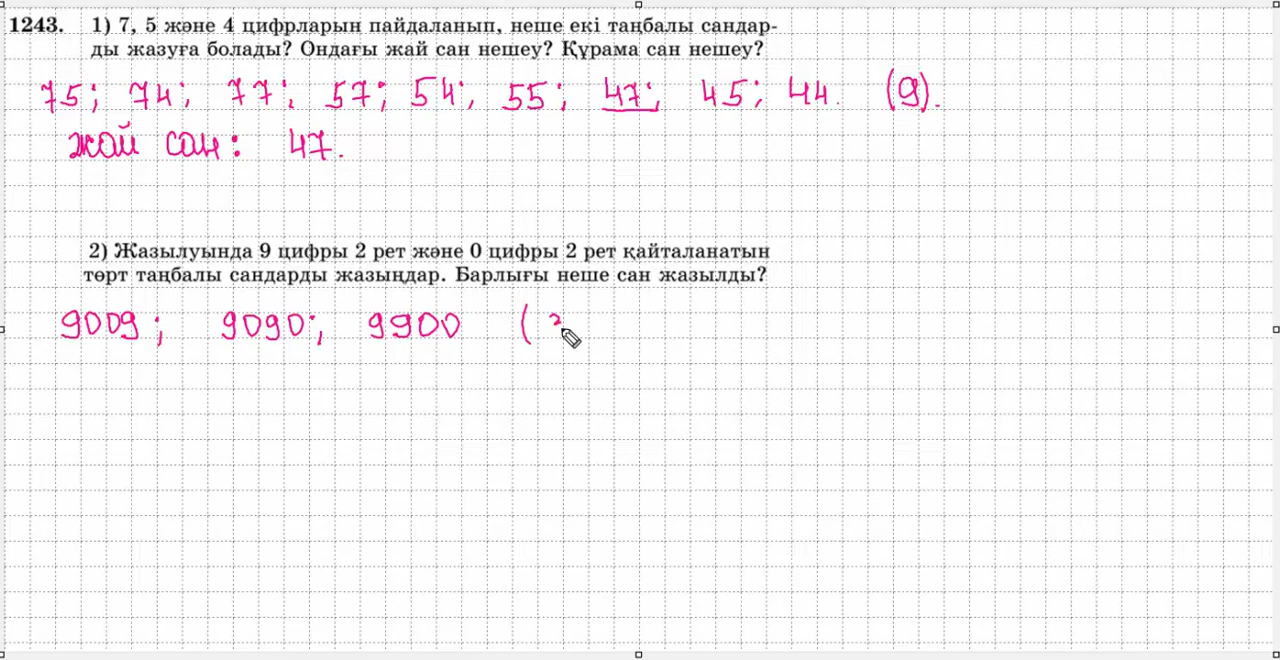 1243. 1) 7, 5 және 4 цифрларын пайдаланып, неше екі таңбалы сандар-
ды жазуға болады? Ондағы жай сан нешеу? Құрама сан нешеу?
75; 74; 77; 57; 54; 55; 47; 45; 44. (9).
жай сан: 47.
2) Жазылуында 9 цифры 2 рет және 0 цифры 2 рет қайталанатын
төрт таңбалы сандарды жазыңдар. Барлығы неше сан жазылды?
9009; 9090; 9900 (